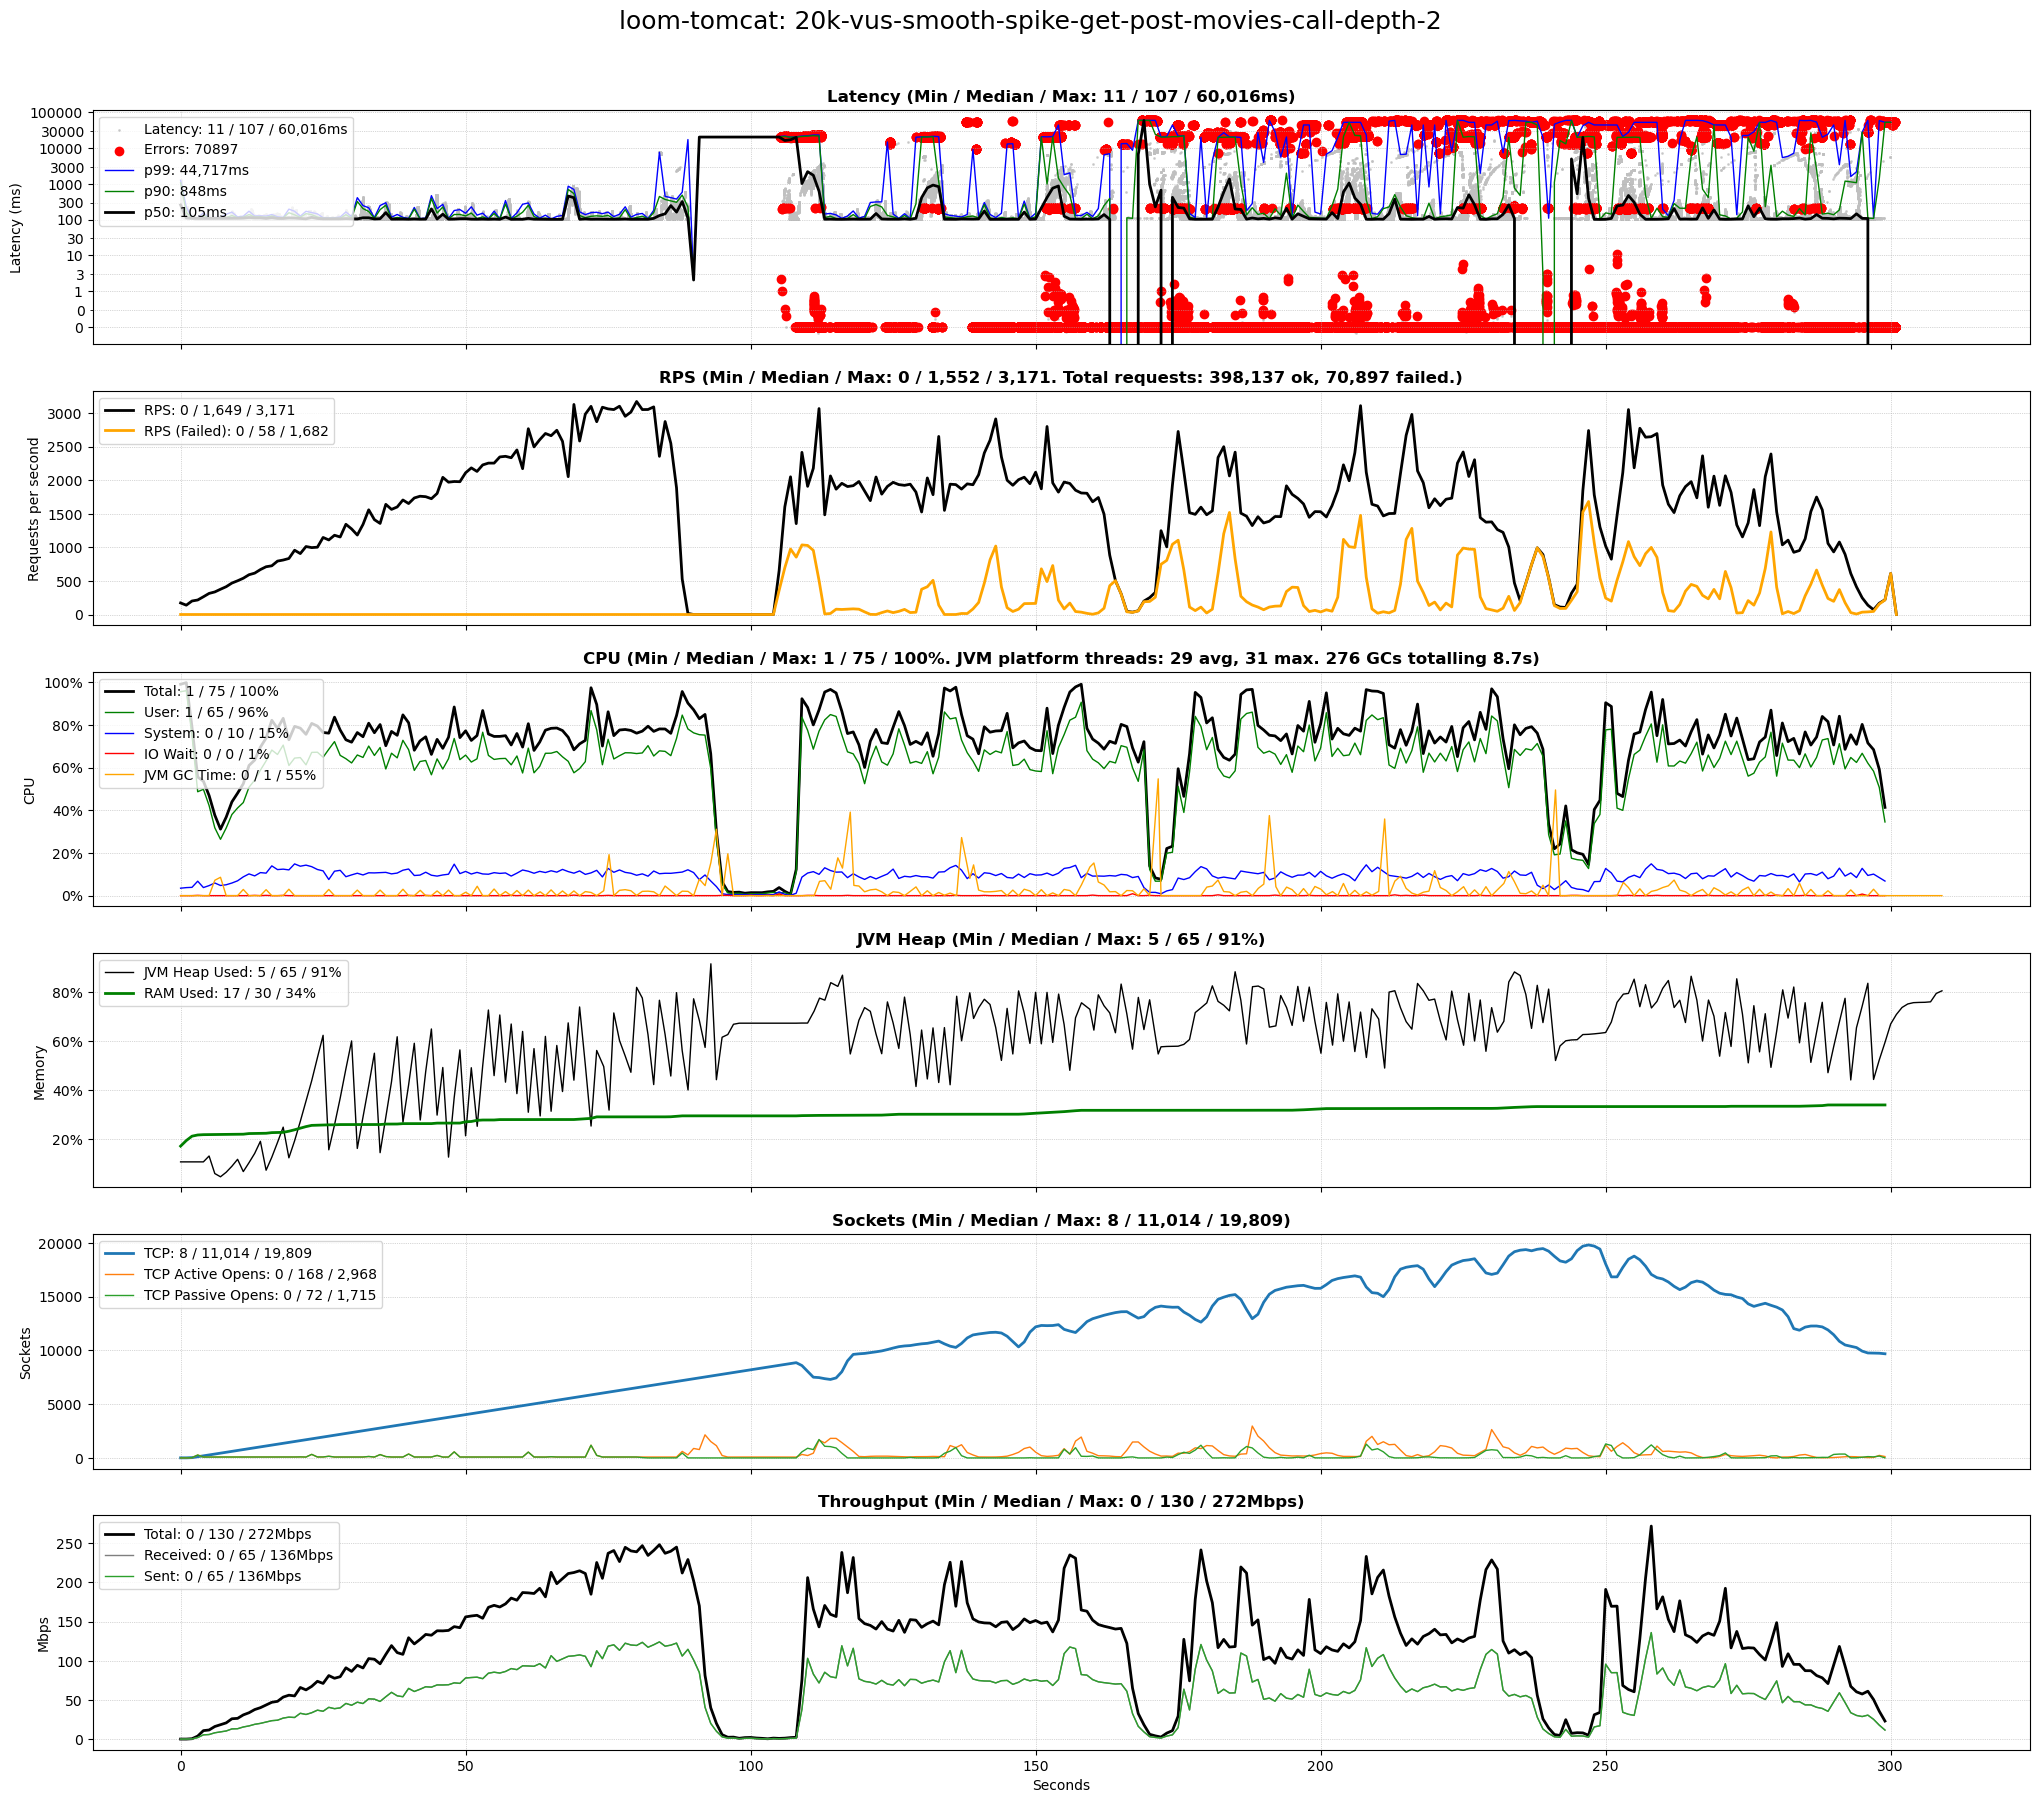 loom-tomcat: 20k-vus-smooth-spike-get-post-movies-call-depth-2
Latency (Min / Median / Max: 11 / 107 / 60,016ms)
Latency (ms)
100000
30000
10000
3000
1000
300
100
30
10
3
1
0
0
Latency: 11 / 107 / 60,016ms
Errors: 70897
p99: 44,717ms
p90: 848ms
p50: 105ms
RPS (Min / Median / Max: 0 / 1,552 / 3,171. Total requests: 398,137 ok, 70,897 failed.)
Requests per second
3000
2500
2000
1500
1000
500
0
RPS: 0 / 1,649 / 3,171
RPS (Failed): 0 / 58 / 1,682
CPU (Min / Median / Max: 1 / 75 / 100%. JVM platform threads: 29 avg, 31 max. 276 GCs totalling 8.7s)
CPU
100%
80%
60%
40%
20%
0%
Total: 1 / 75 / 100%
User: 1 / 65 / 96%
System: 0 / 10 / 15%
IO Wait: 0 / 0 / 1%
JVM GC Time: 0 / 1 / 55%
JVM Heap (Min / Median / Max: 5 / 65 / 91%)
Memory
80%
60%
40%
20%
JVM Heap Used: 5 / 65 / 91%
RAM Used: 17 / 30 / 34%
Sockets (Min / Median / Max: 8 / 11,014 / 19,809)
Sockets
20000
15000
10000
5000
0
TCP: 8 / 11,014 / 19,809
TCP Active Opens: 0 / 168 / 2,968
TCP Passive Opens: 0 / 72 / 1,715
Throughput (Min / Median / Max: 0 / 130 / 272Mbps)
Mbps
250
200
150
100
50
0
Total: 0 / 130 / 272Mbps
Received: 0 / 65 / 136Mbps
Sent: 0 / 65 / 136Mbps
0 50 100 150 200 250 300
Seconds